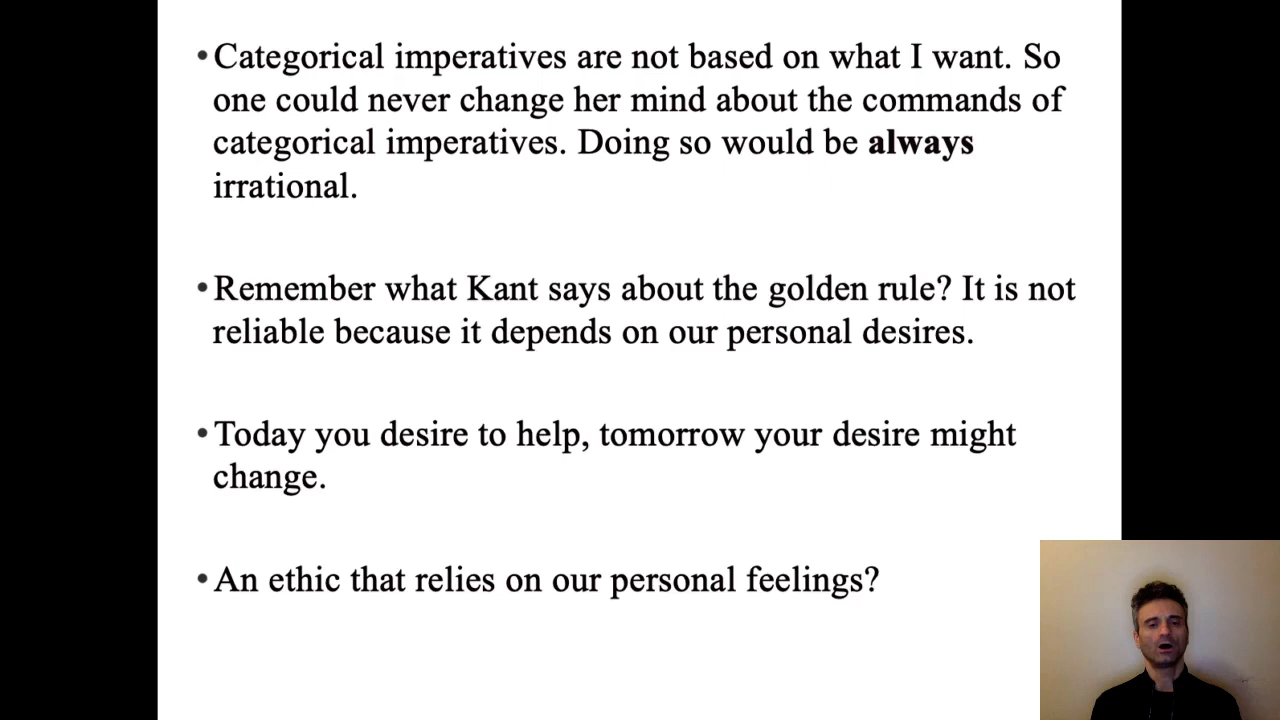 •Categorical imperatives are not based on what I want. So
one could never change her mind about the commands of
categorical imperatives. Doing so would be always
irrational.
•Remember what Kant says about the golden rule? It is not
reliable because it depends on our personal desires.
•Today you desire to help, tomorrow your desire might
change.
•An ethic that relies on our personal feelings?